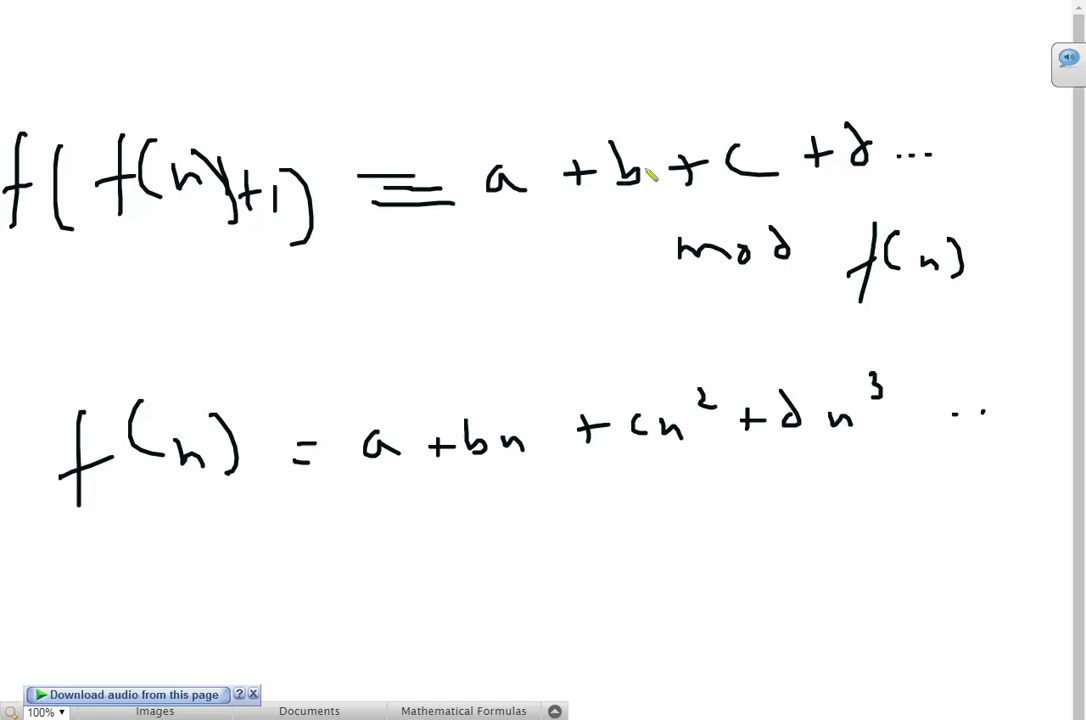 f( f(n)+1) ≡ a + b + c + d ...
mod f(n)
f(n) = a + bn + cn² + dn³ ..
Download audio from this page ? x
100% Images Documents Mathematical Formulas